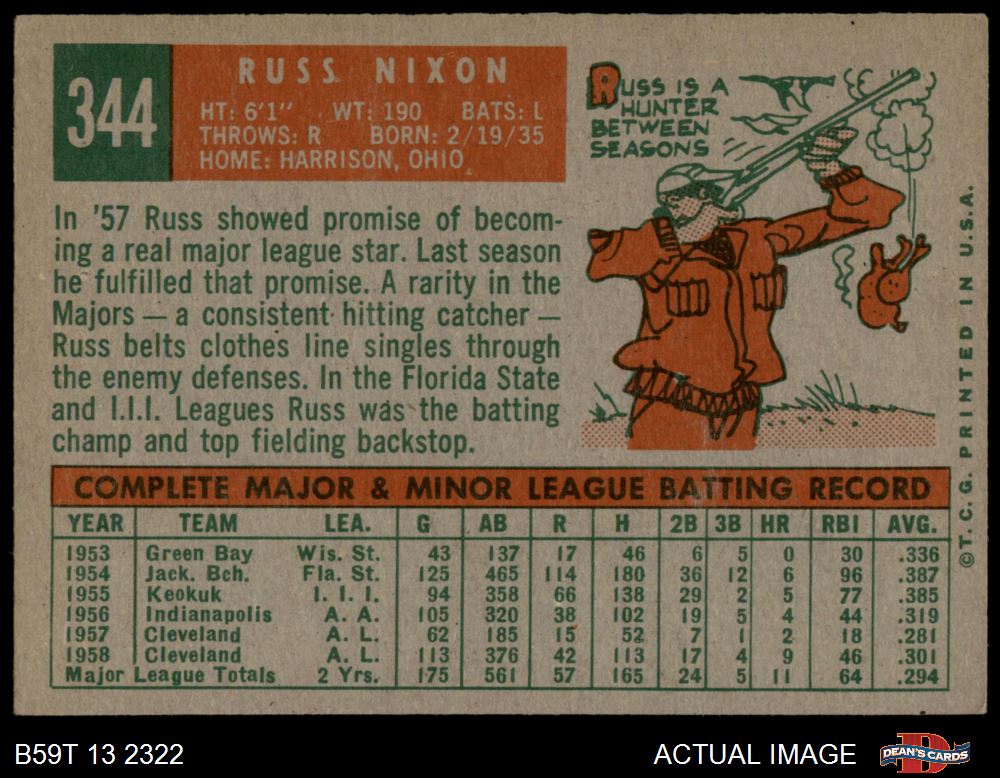 344
RUSS NIXON
HT: 6'1" WT: 190 BATS: L
THROWS: R BORN: 2/19/35
HOME: HARRISON, OHIO
RUSS IS A
HUNTER
BETWEEN
SEASONS
In '57 Russ showed promise of becom-
ing a real major league star. Last season
he fulfilled that promise. A rarity in the
Majors — a consistent hitting catcher —
Russ belts clothes line singles through
the enemy defenses. In the Florida State
and I.I.I. Leagues Russ was the batting
champ and top fielding backstop.
COMPLETE MAJOR & MINOR LEAGUE BATTING RECORD
YEAR TEAM LEA. G AB R H 2B 3B HR RBI AVG.
1953 Green Bay Wis. St. 43 137 17 46 6 5 0 30 .336
1954 Jack. Bch. Fla. St. 125 465 114 180 36 12 6 96 .387
1955 Keokuk I. I. I. 94 358 66 138 29 2 5 77 .385
1956 Indianapolis A. A. 105 320 38 102 19 5 4 44 .319
1957 Cleveland A. L. 62 185 15 52 7 1 2 18 .281
1958 Cleveland A. L. 113 376 42 113 17 4 9 46 .301
Major League Totals 2 Yrs. 175 561 57 165 24 5 11 64 .294
©T. C. G. PRINTED IN U.S.A.
B59T 13 2322
ACTUAL IMAGE
D
DEAN'S CARDS